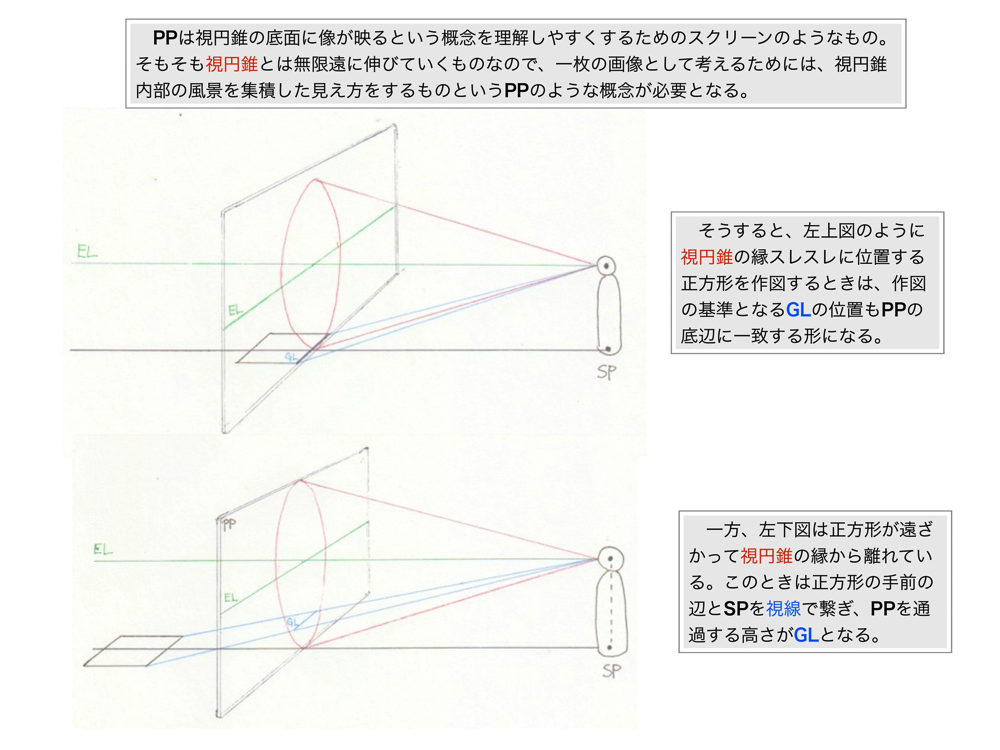 PPは視円錐の底面に像が映るという概念を理解しやすくするためのスクリーンのようなもの。
そもそも視円錐とは無限遠に伸びていくものなので、一枚の画像として考えるためには、視円錐
内部の風景を集積した見え方をするものというPPのような概念が必要となる。
そうすると、左上図のように
視円錐の縁スレスレに位置する
正方形を作図するときは、作図
の基準となるGLの位置もPPの
底辺に一致する形になる。
EL
EL
GL
SP
一方、左下図は正方形が遠ざ
かって視円錐の縁から離れてい
る。このときは正方形の手前の
辺とSPを視線で繋ぎ、PPを通
過する高さがGLとなる。
PP
EL
EL
GL
SP